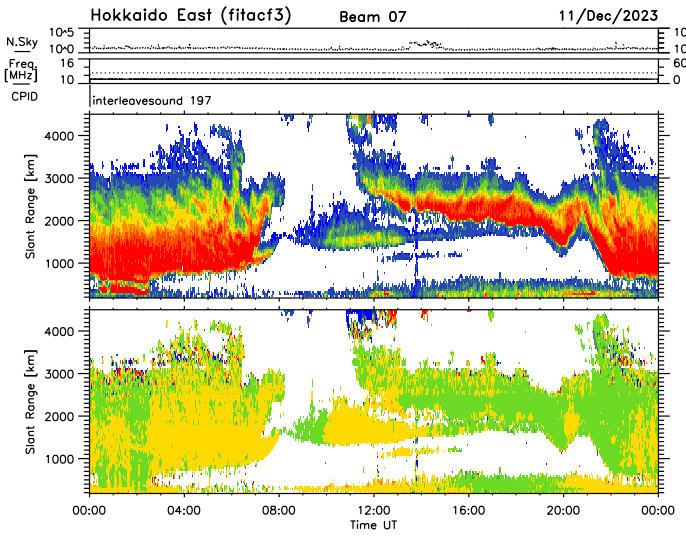 Hokkaido East (fitacf3) Beam 07 11/Dec/2023
N.Sky 10^5 10^0 10 10
Freq. [MHz] 16 10 60 0
CPID interleavesound 197
Slant Range [km] 4000 3000 2000 1000
Slant Range [km] 4000 3000 2000 1000
00:00 04:00 08:00 12:00 16:00 20:00 00:00
Time UT